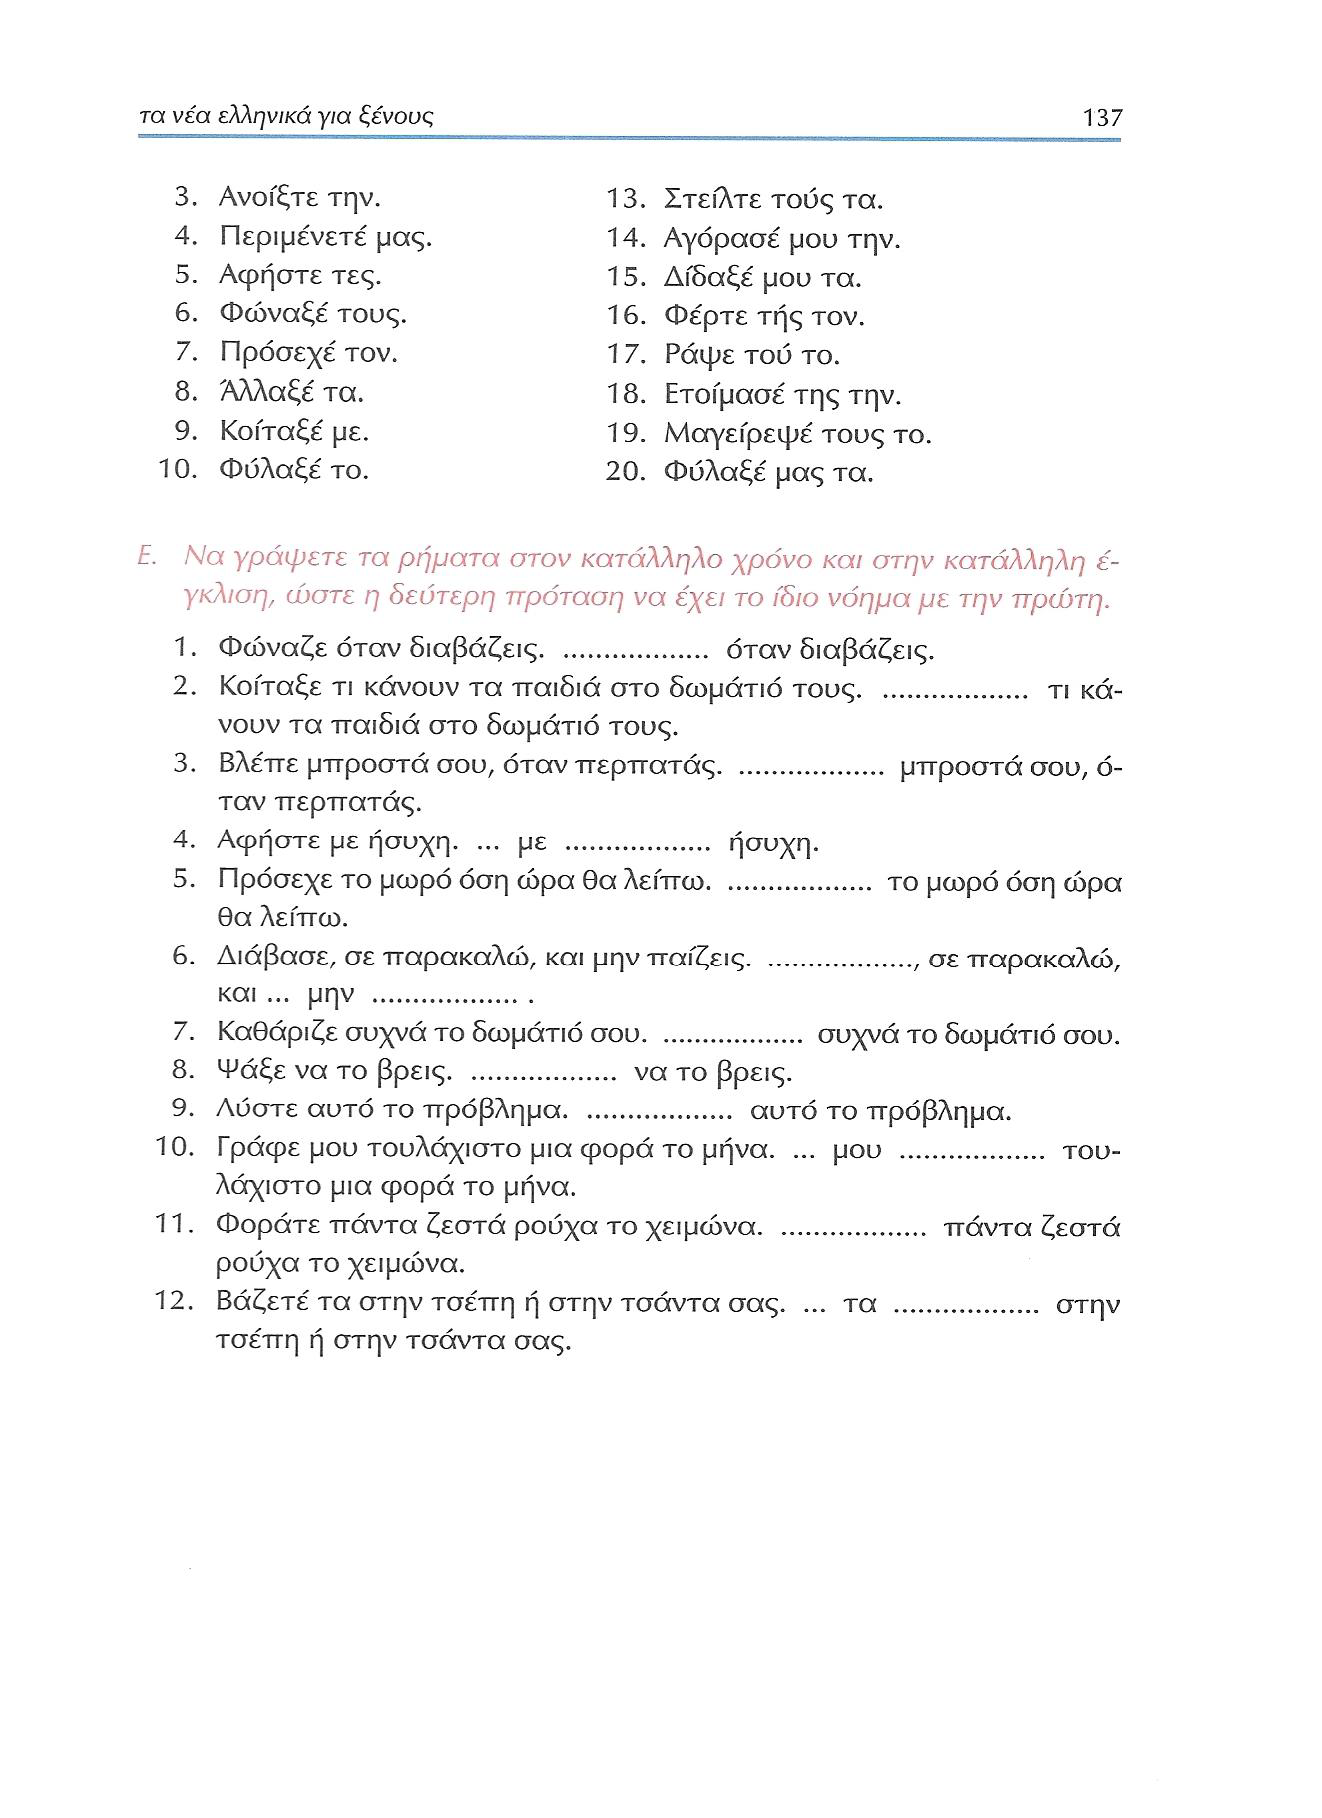 τα νέα ελληνικά για ξένους 137
3. Ανοίξτε την.
4. Περιμένετέ μας.
5. Αφήστε τες.
6. Φώναξέ τους.
7. Πρόσεχέ τον.
8. Άλλαξέ τα.
9. Κοίταξέ με.
10. Φύλαξέ το.
13. Στείλτε τούς τα.
14. Αγόρασέ μου την.
15. Δίδαξέ μου τα.
16. Φέρτε τής τον.
17. Ράψε τού το.
18. Ετοίμασέ της την.
19. Μαγείρεψέ τους το.
20. Φύλαξέ μας τα.
Ε. Να γράψετε τα ρήματα στον κατάλληλο χρόνο και στην κατάλληλη έ-
γκλιση, ώστε η δεύτερη πρόταση να έχει το ίδιο νόημα με την πρώτη.
1. Φώναζε όταν διαβάζεις. .................. όταν διαβάζεις.
2. Κοίταξε τι κάνουν τα παιδιά στο δωμάτιό τους. .................. τι κά-
νουν τα παιδιά στο δωμάτιό τους.
3. Βλέπε μπροστά σου, όταν περπατάς. .................. μπροστά σου, ό-
ταν περπατάς.
4. Αφήστε με ήσυχη. ... με .................. ήσυχη.
5. Πρόσεχε το μωρό όση ώρα θα λείπω. .................. το μωρό όση ώρα
θα λείπω.
6. Διάβασε, σε παρακαλώ, και μην παίζεις. .................., σε παρακαλώ,
και ... μην .................. .
7. Καθάριζε συχνά το δωμάτιό σου. .................. συχνά το δωμάτιό σου.
8. Ψάξε να το βρεις. .................. να το βρεις.
9. Λύστε αυτό το πρόβλημα. .................. αυτό το πρόβλημα.
10. Γράφε μου τουλάχιστο μια φορά το μήνα. ... μου .................. του-
λάχιστο μια φορά το μήνα.
11. Φοράτε πάντα ζεστά ρούχα το χειμώνα. .................. πάντα ζεστά
ρούχα το χειμώνα.
12. Βάζετέ τα στην τσέπη ή στην τσάντα σας. ... τα .................. στην
τσέπη ή στην τσάντα σας.